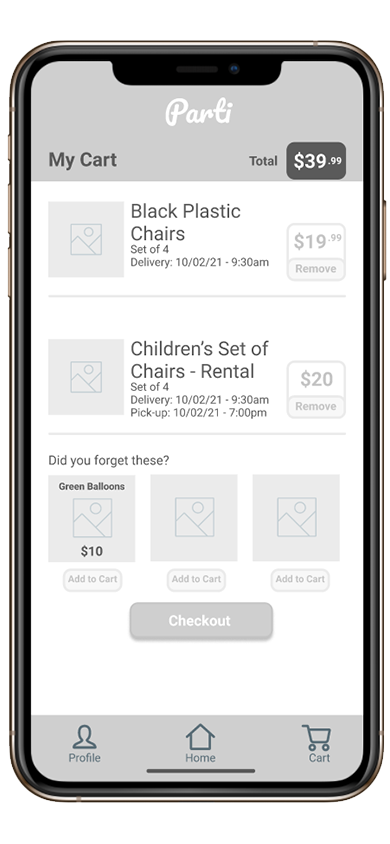 Parti
My Cart
Total
$39.99
Black Plastic
Chairs
Set of 4
Delivery: 10/02/21 - 9:30am
$19.99
Remove
Children's Set of
Chairs - Rental
Set of 4
Delivery: 10/02/21 - 9:30am
Pick-up: 10/02/21 - 7:00pm
$20
Remove
Did you forget these?
Green Balloons
$10
Add to Cart
Add to Cart
Add to Cart
Checkout
Profile
Home
Cart